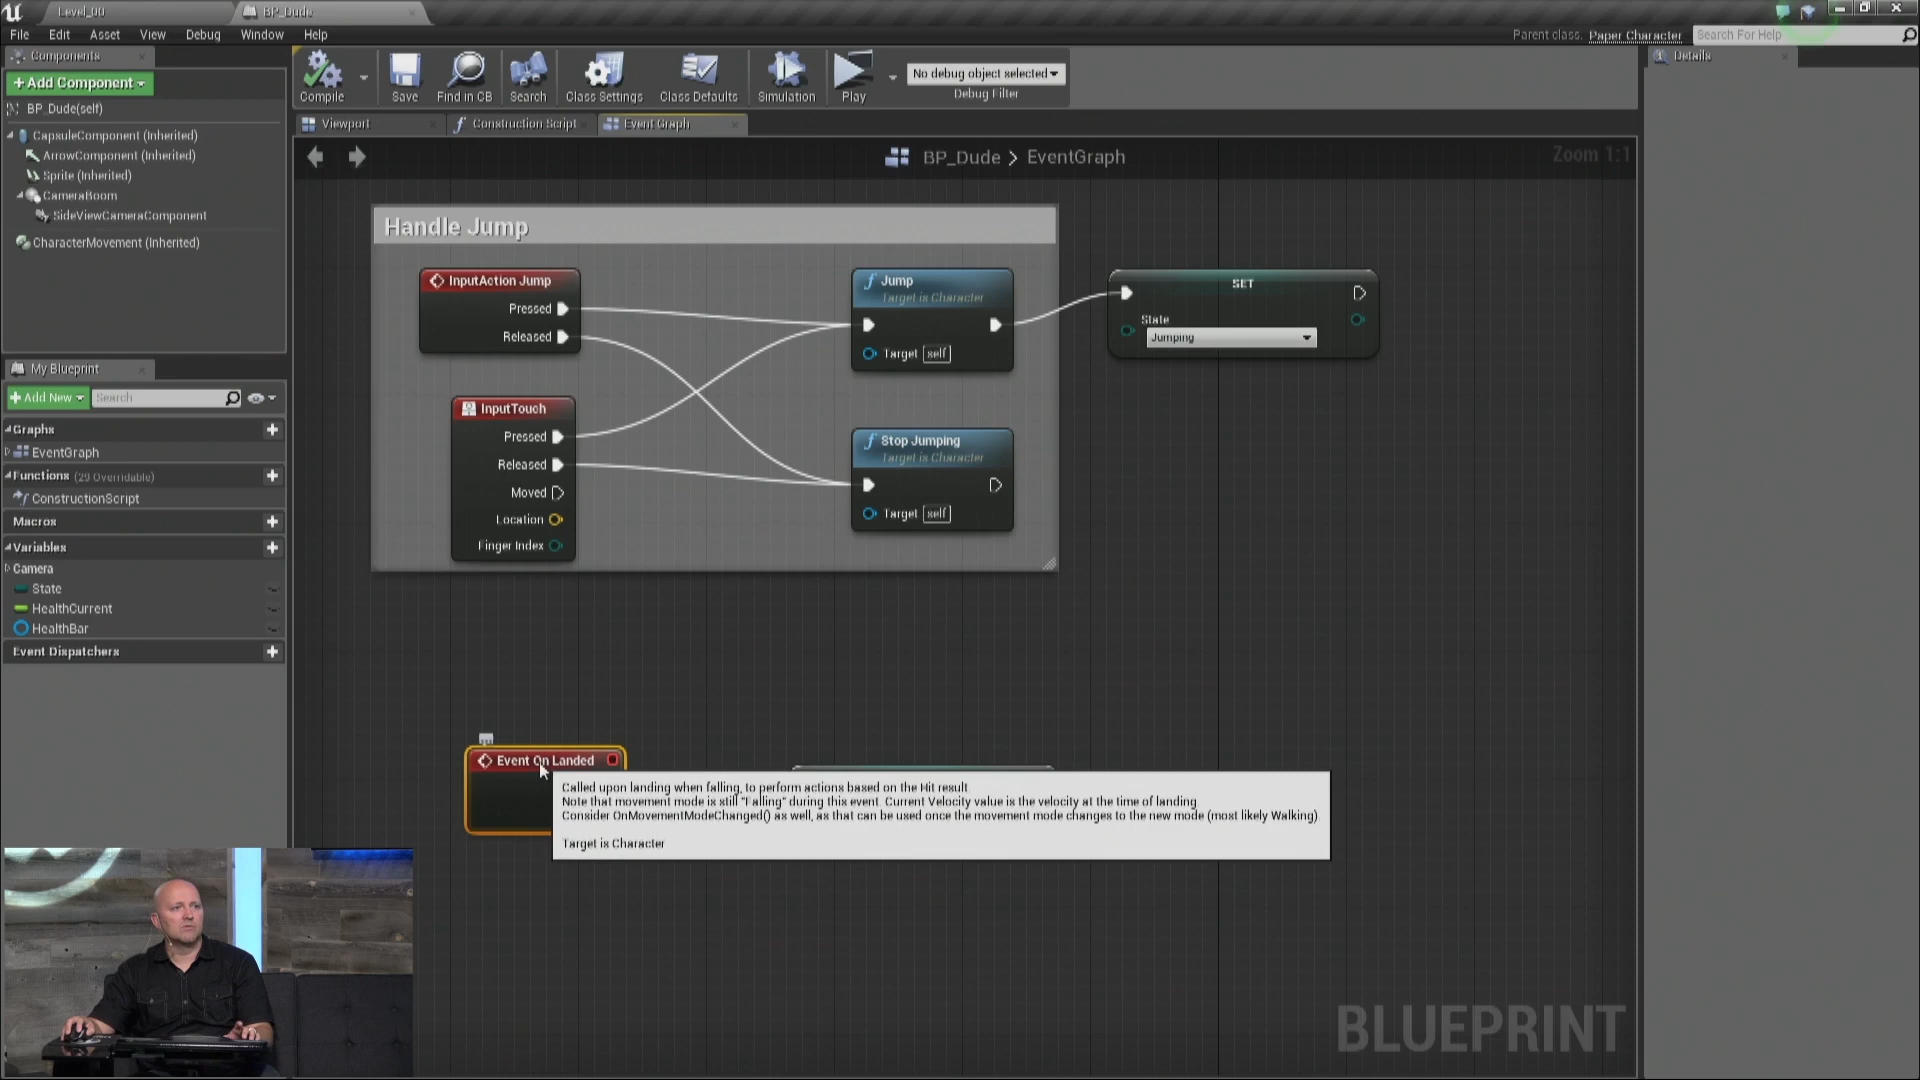 Level_00
BP_Dude
File Edit Asset View Debug Window Help
Parent class: Paper Character
Search For Help
Components
+Add Component
BP_Dude(self)
CapsuleComponent (Inherited)
ArrowComponent (Inherited)
Sprite (Inherited)
CameraBoom
SideViewCameraComponent
CharacterMovement (Inherited)
Compile
Save
Find in CB
Search
Class Settings
Class Defaults
Simulation
Play
No debug object selected
Debug Filter
Details
Viewport
Construction Script
Event Graph
BP_Dude > EventGraph
Zoom 1:1
My Blueprint
+Add New
Search
Graphs
EventGraph
Functions (29 Overridable)
ConstructionScript
Macros
Variables
Camera
State
HealthCurrent
HealthBar
Event Dispatchers
Handle Jump
InputAction Jump
Pressed
Released
InputTouch
Pressed
Released
Moved
Location
Finger Index
Jump
Target is Character
Target self
Stop Jumping
Target is Character
Target self
SET
State
Jumping
Event On Landed
Called upon landing when falling, to perform actions based on the Hit result
Note that movement mode is still "Falling" during this event. Current Velocity value is the velocity at the time of landing
Consider OnMovementModeChanged() as well, as that can be used once the movement mode changes to the new mode (most likely Walking)
Target is Character
BLUEPRINT